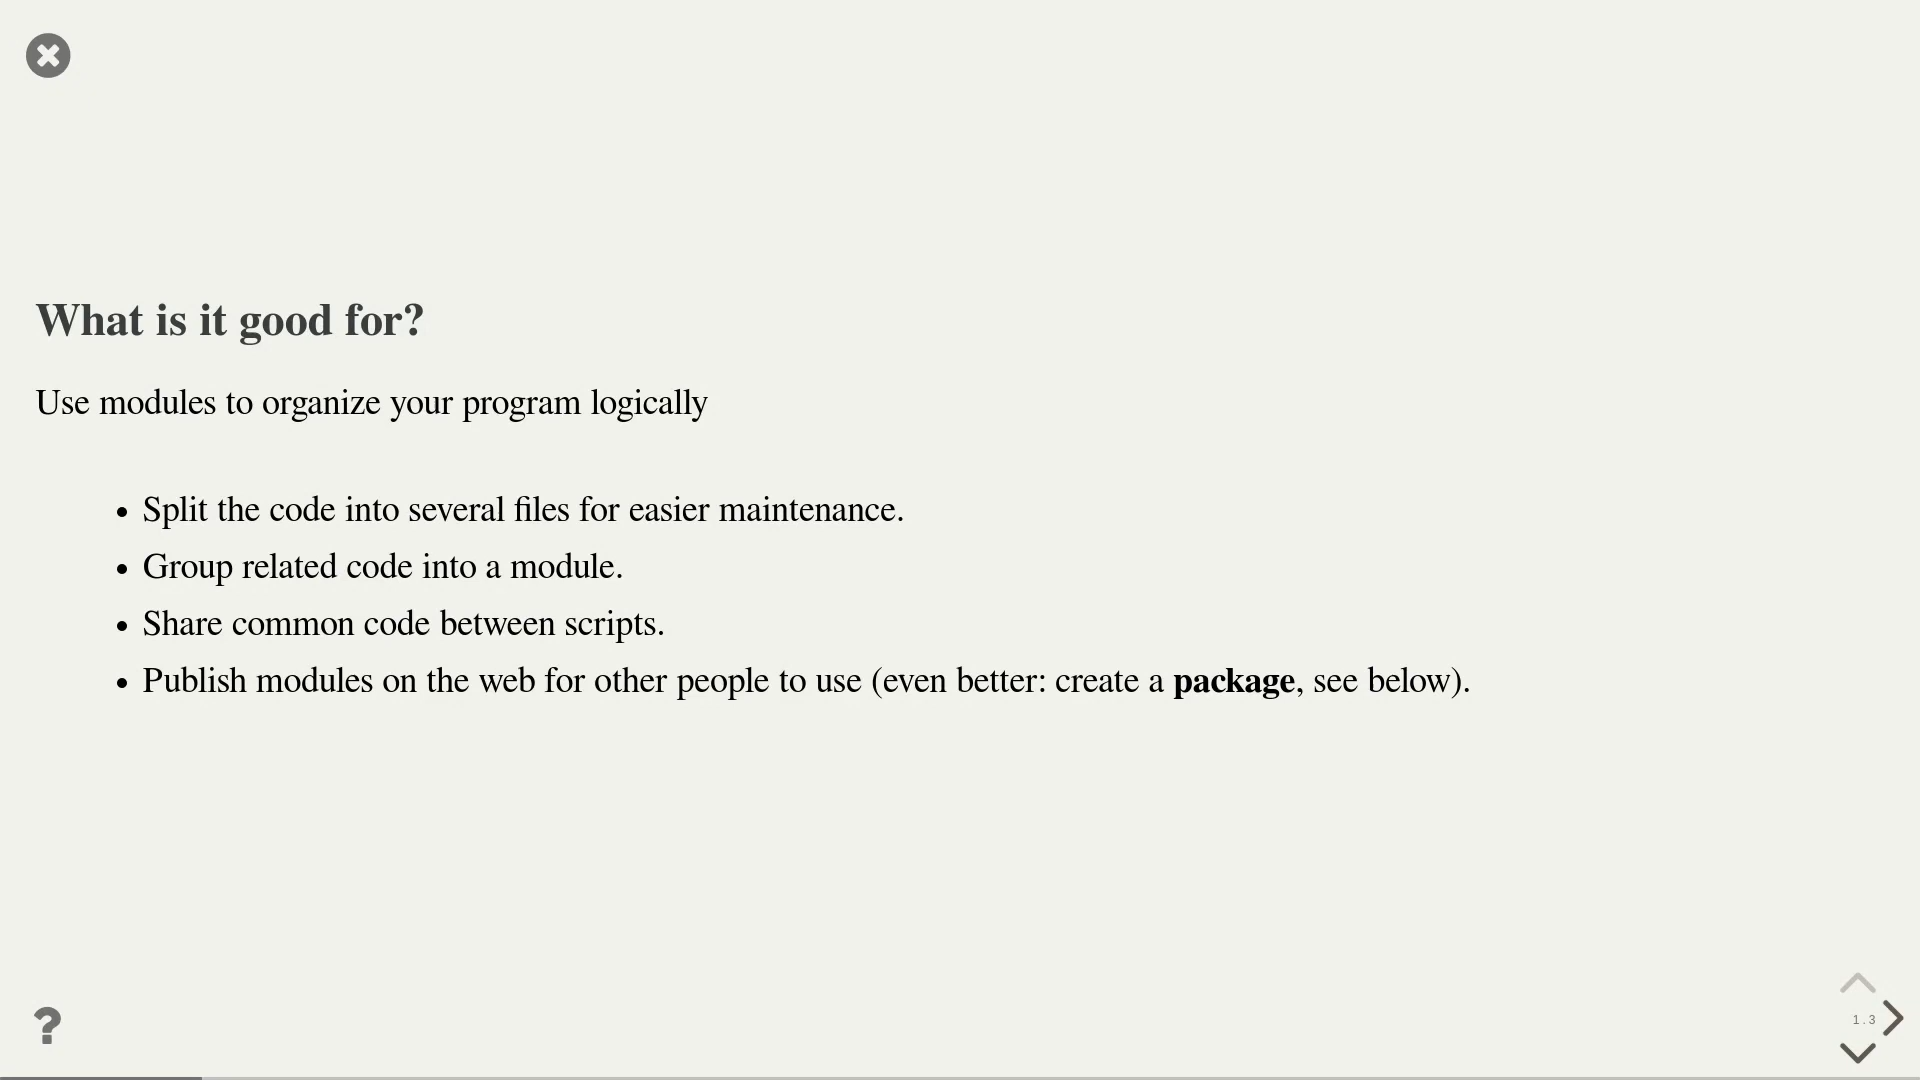 What is it good for?
Use modules to organize your program logically
• Split the code into several files for easier maintenance.
• Group related code into a module.
• Share common code between scripts.
• Publish modules on the web for other people to use (even better: create a package, see below).
?
1.3